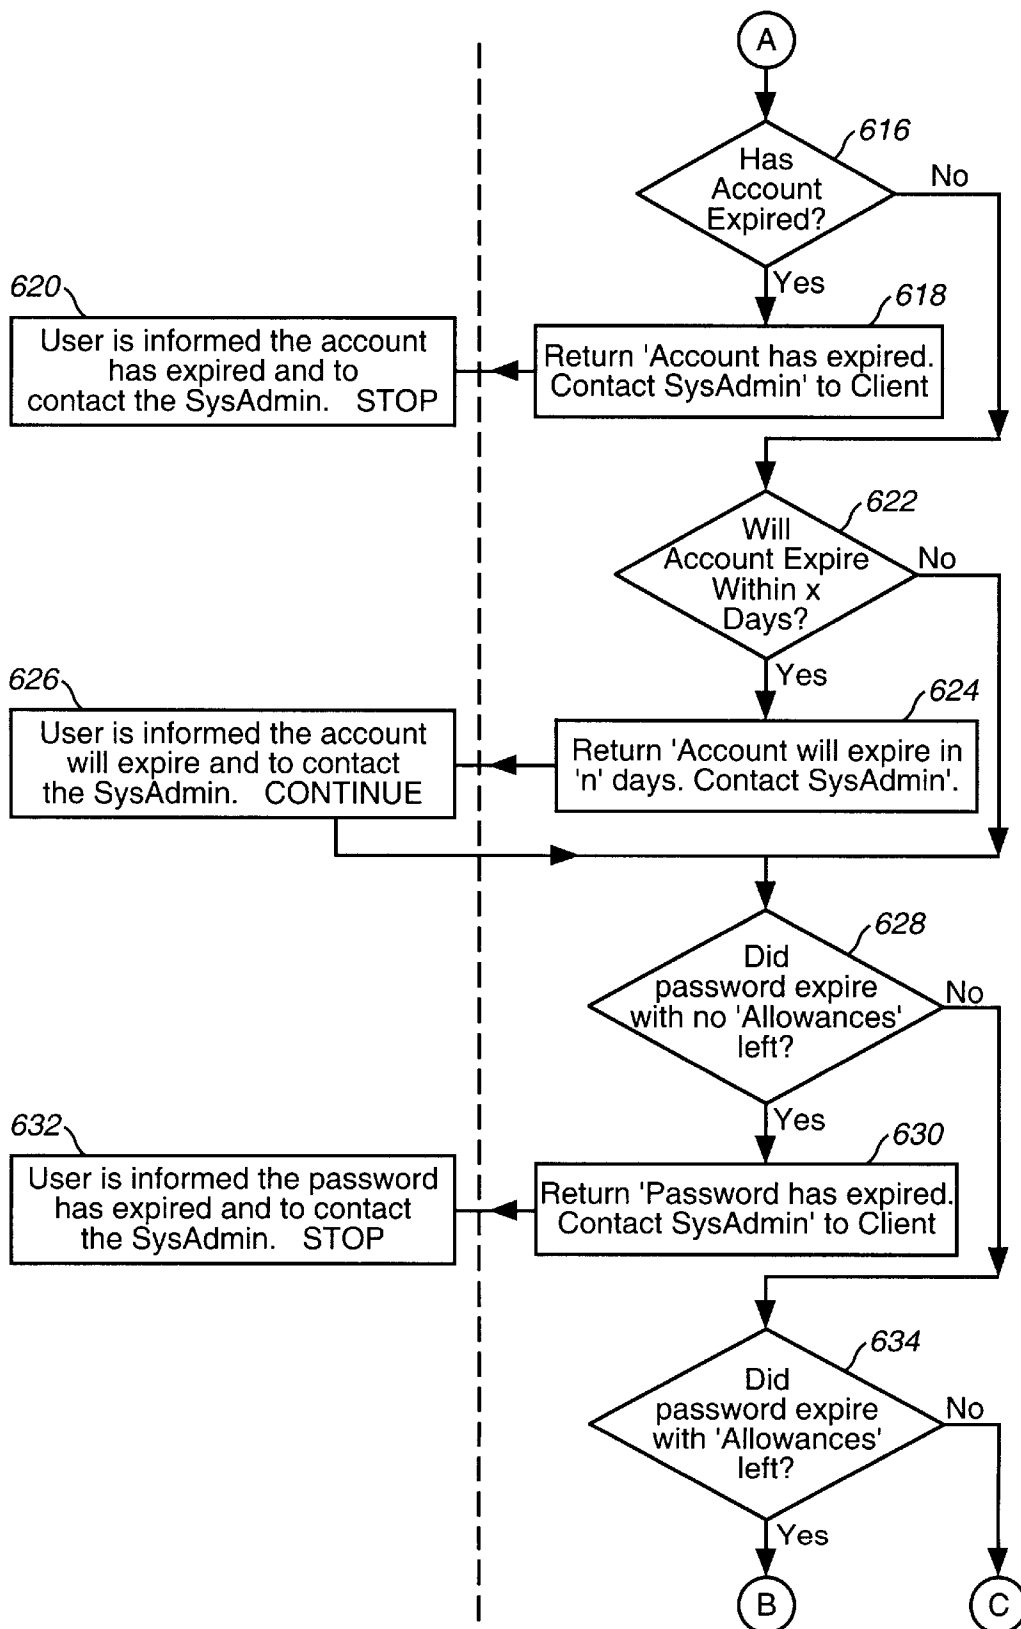 A
616
Has
Account
Expired?
No
Yes
620
User is informed the account
has expired and to
contact the SysAdmin. STOP
618
Return 'Account has expired.
Contact SysAdmin' to Client
622
Will
Account Expire
Within x
Days?
No
Yes
626
User is informed the account
will expire and to contact
the SysAdmin. CONTINUE
624
Return 'Account will expire in
'n' days. Contact SysAdmin'.
628
Did
password expire
with no 'Allowances'
left?
No
Yes
632
User is informed the password
has expired and to contact
the SysAdmin. STOP
630
Return 'Password has expired.
Contact SysAdmin' to Client
634
Did
password expire
with 'Allowances'
left?
No
Yes
B
C